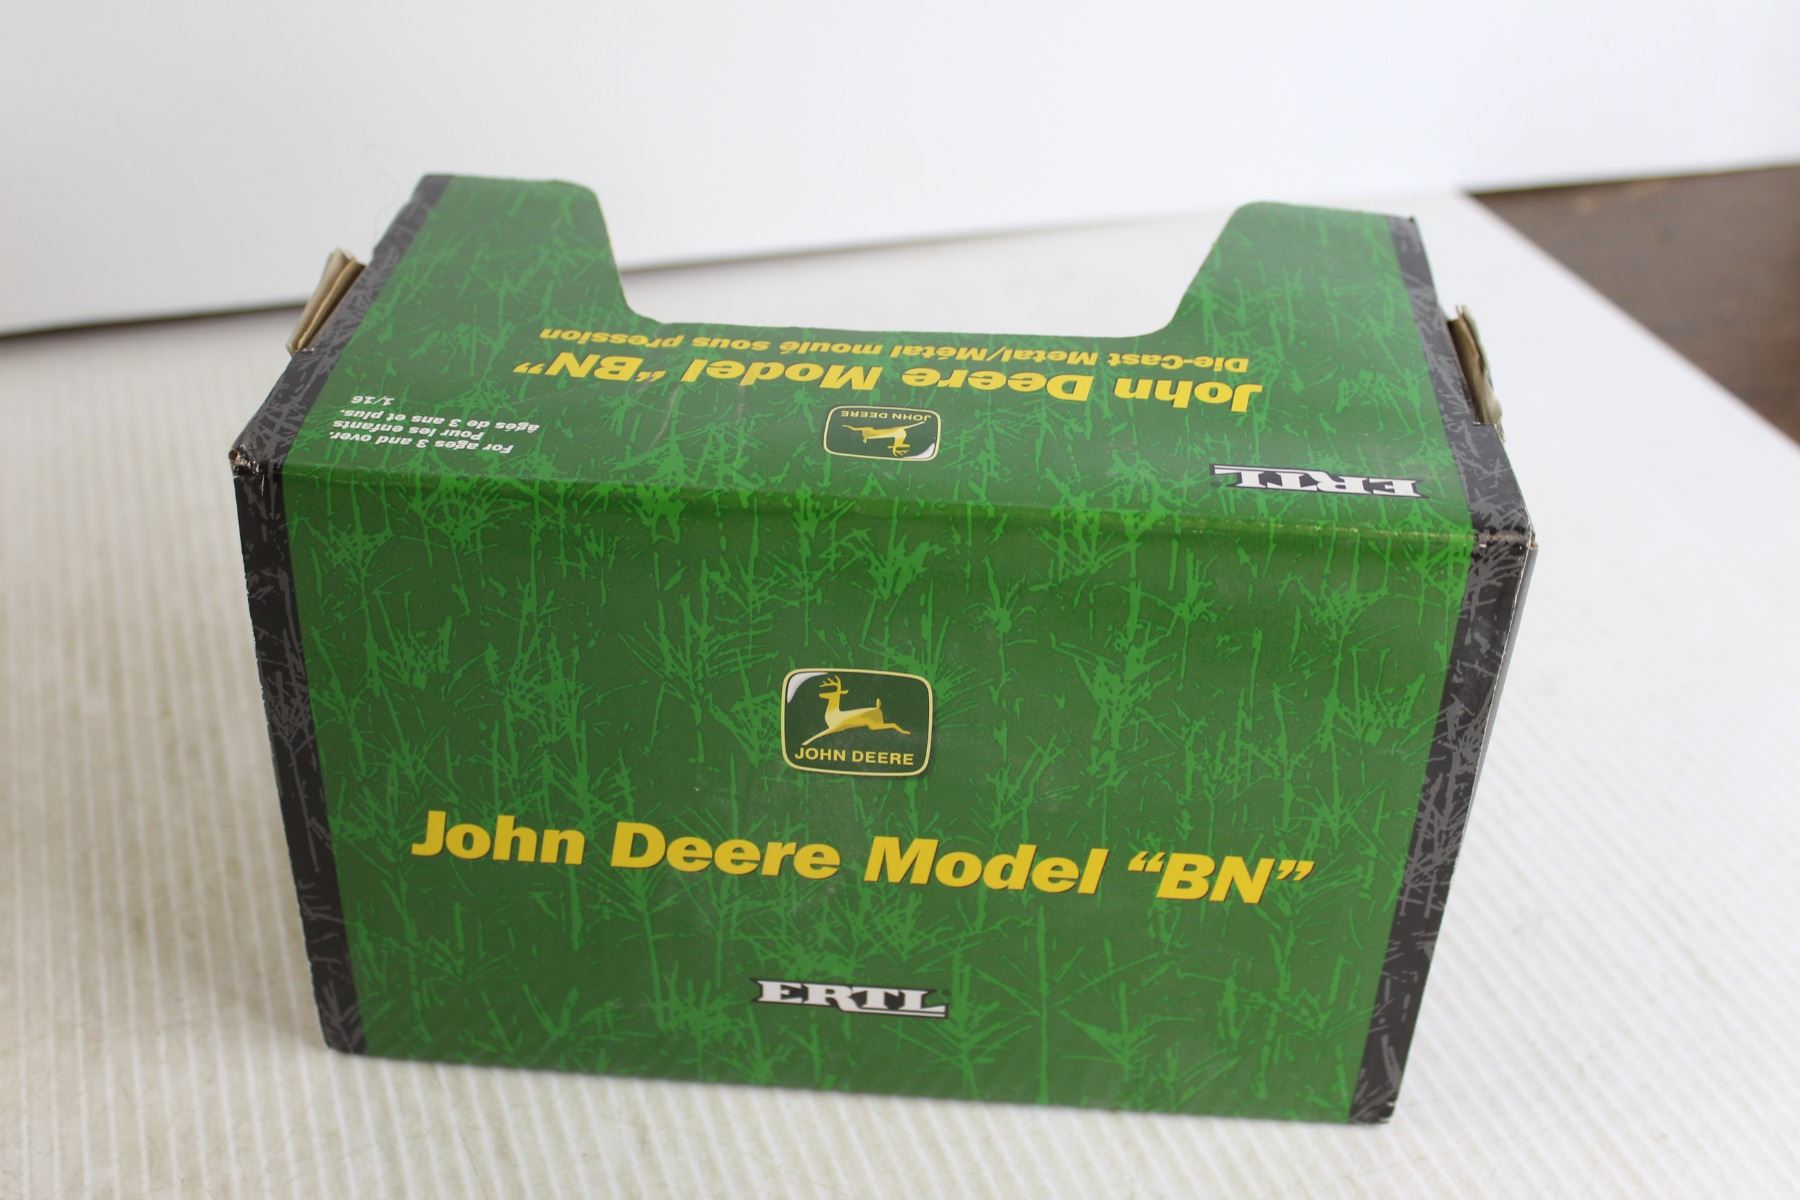 For ages 3 and over.
Pour les enfants
âgés de 3 ans et plus.
1/16
ERTL
JOHN DEERE
John Deere Model “BN”
Die-Cast Metal/Métal moulé sous pression
JOHN DEERE
John Deere Model “BN”
ERTL